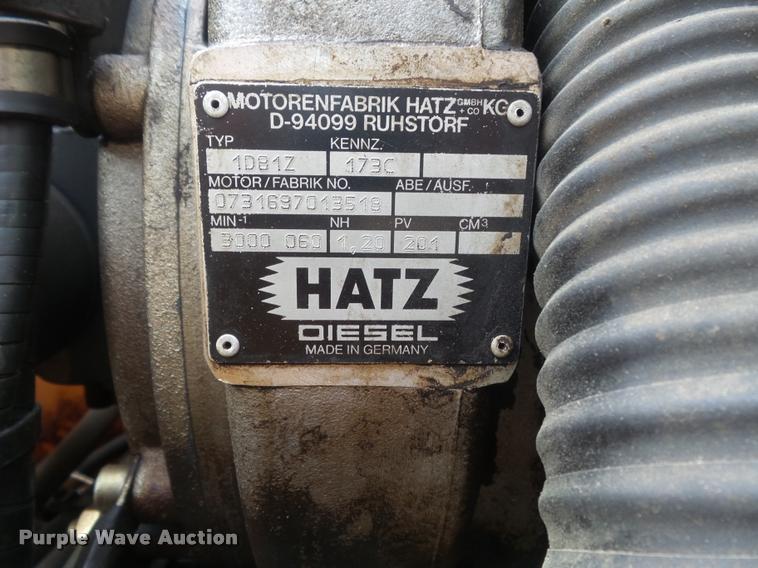 MOTORENFABRIK HATZ GMBH + CO KG
D-94099 RUHSTORF
TYP KENNZ.
1D81Z 173C
MOTOR/FABRIK NO. ABE/AUSF.
0731697013518
MIN-1 NH PV CM3
3000 060 1,20 201
HATZ
DIESEL
MADE IN GERMANY
Purple Wave Auction